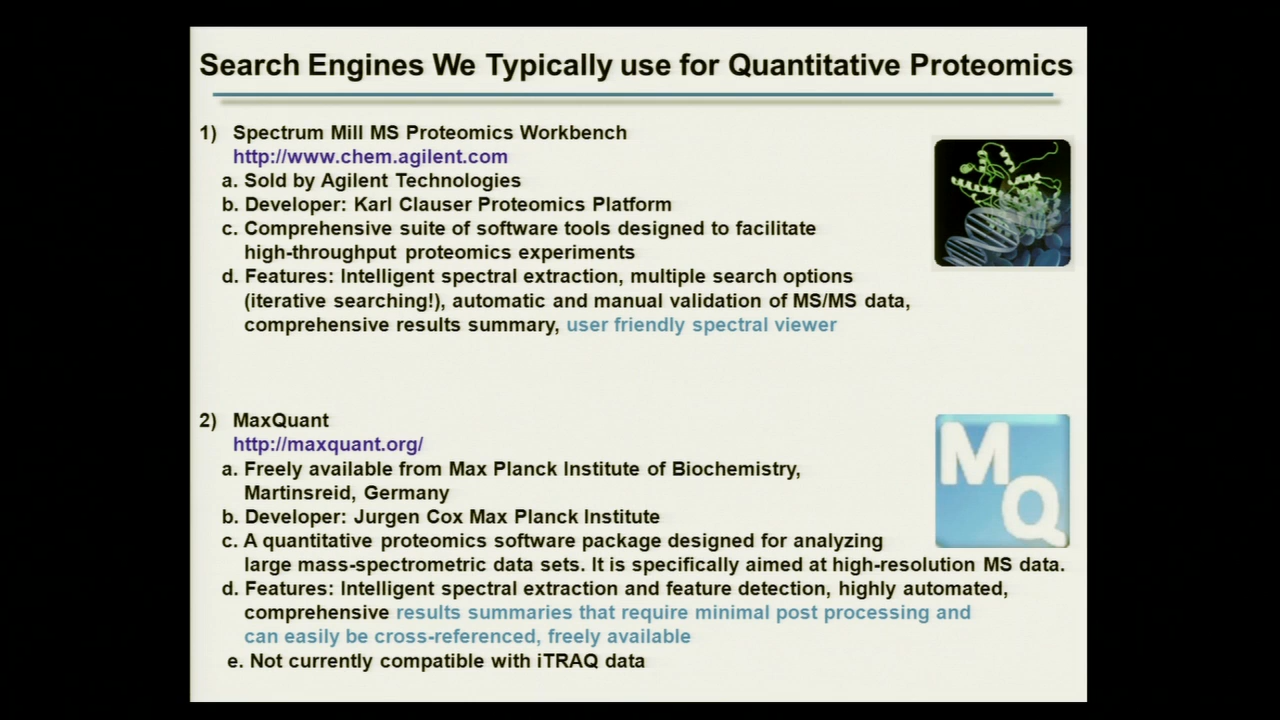 Search Engines We Typically use for Quantitative Proteomics
1) Spectrum Mill MS Proteomics Workbench
http://www.chem.agilent.com
a. Sold by Agilent Technologies
b. Developer: Karl Clauser Proteomics Platform
c. Comprehensive suite of software tools designed to facilitate
high-throughput proteomics experiments
d. Features: Intelligent spectral extraction, multiple search options
(iterative searching!), automatic and manual validation of MS/MS data,
comprehensive results summary, user friendly spectral viewer
2) MaxQuant
http://maxquant.org/
a. Freely available from Max Planck Institute of Biochemistry,
Martinsreid, Germany
b. Developer: Jurgen Cox Max Planck Institute
c. A quantitative proteomics software package designed for analyzing
large mass-spectrometric data sets. It is specifically aimed at high-resolution MS data.
d. Features: Intelligent spectral extraction and feature detection, highly automated,
comprehensive results summaries that require minimal post processing and
can easily be cross-referenced, freely available
e. Not currently compatible with iTRAQ data
M
Q